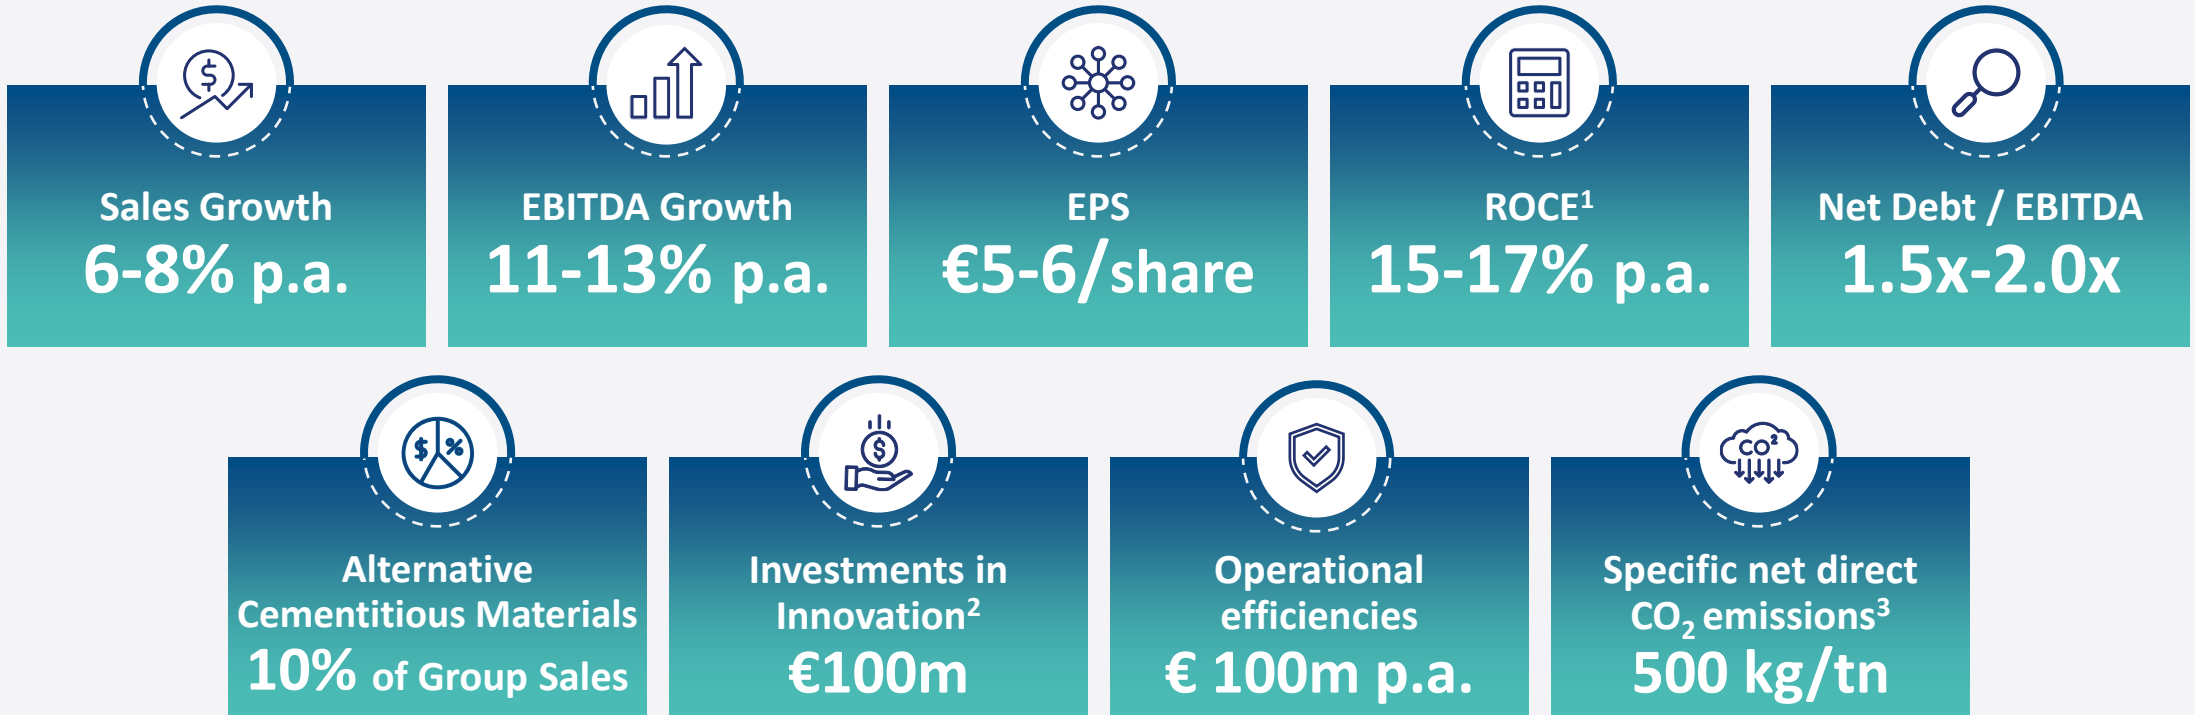 Sales Growth
6-8% p.a.
EBITDA Growth
11-13% p.a.
EPS
€5-6/share
ROCE¹
15-17% p.a.
Net Debt / EBITDA
1.5x-2.0x
$ %
Alternative
Cementitious Materials
10% of Group Sales
$
Investments in
Innovation²
€100m
Operational
efficiencies
€ 100m p.a.
CO²
Specific net direct
CO₂ emissions³
500 kg/tn